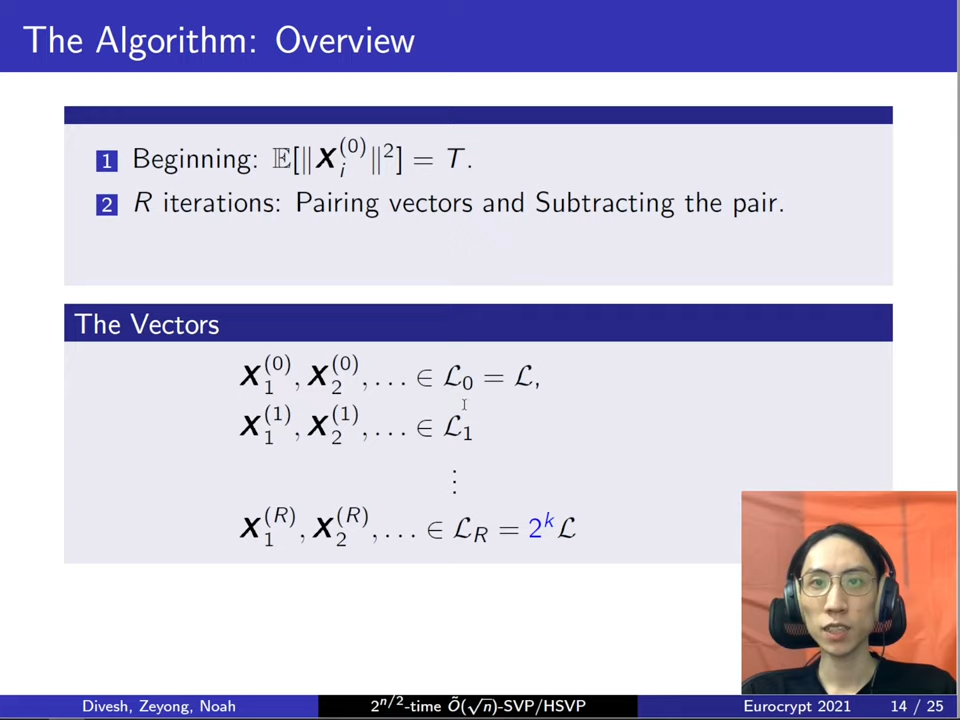 The Algorithm: Overview
1 Beginning: 𝔼[‖X_i^{(0)}‖²] = T.
2 R iterations: Pairing vectors and Subtracting the pair.
The Vectors
X_1^{(0)}, X_2^{(0)}, … ∈ ℒ_0 = ℒ,
X_1^{(1)}, X_2^{(1)}, … ∈ ℒ_1
⋮
X_1^{(R)}, X_2^{(R)}, … ∈ ℒ_R = 2^k ℒ
Divesh, Zeyong, Noah 2^{n/2}-time Õ(√n)-SVP/HSVP Eurocrypt 2021 14 / 25